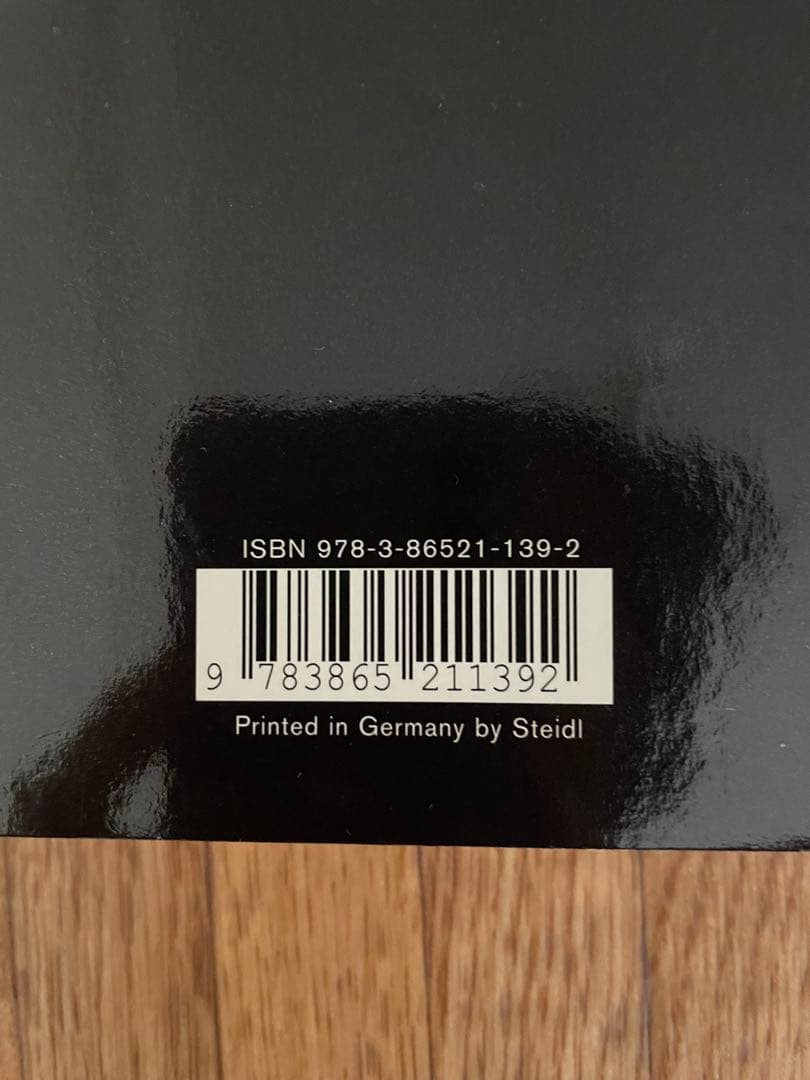 ISBN 978-3-86521-139-2
9 783865 211392
Printed in Germany by Steidl